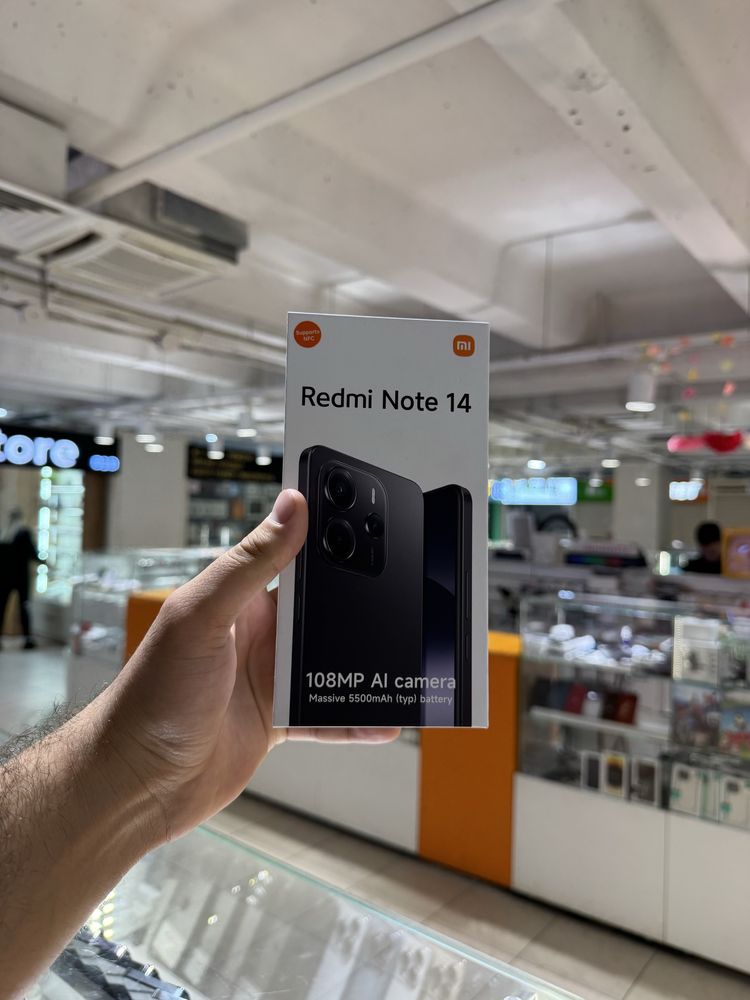 Supports
NFC
mi
Redmi Note 14
tore
108MP AI camera
Massive 5500mAh (typ) battery